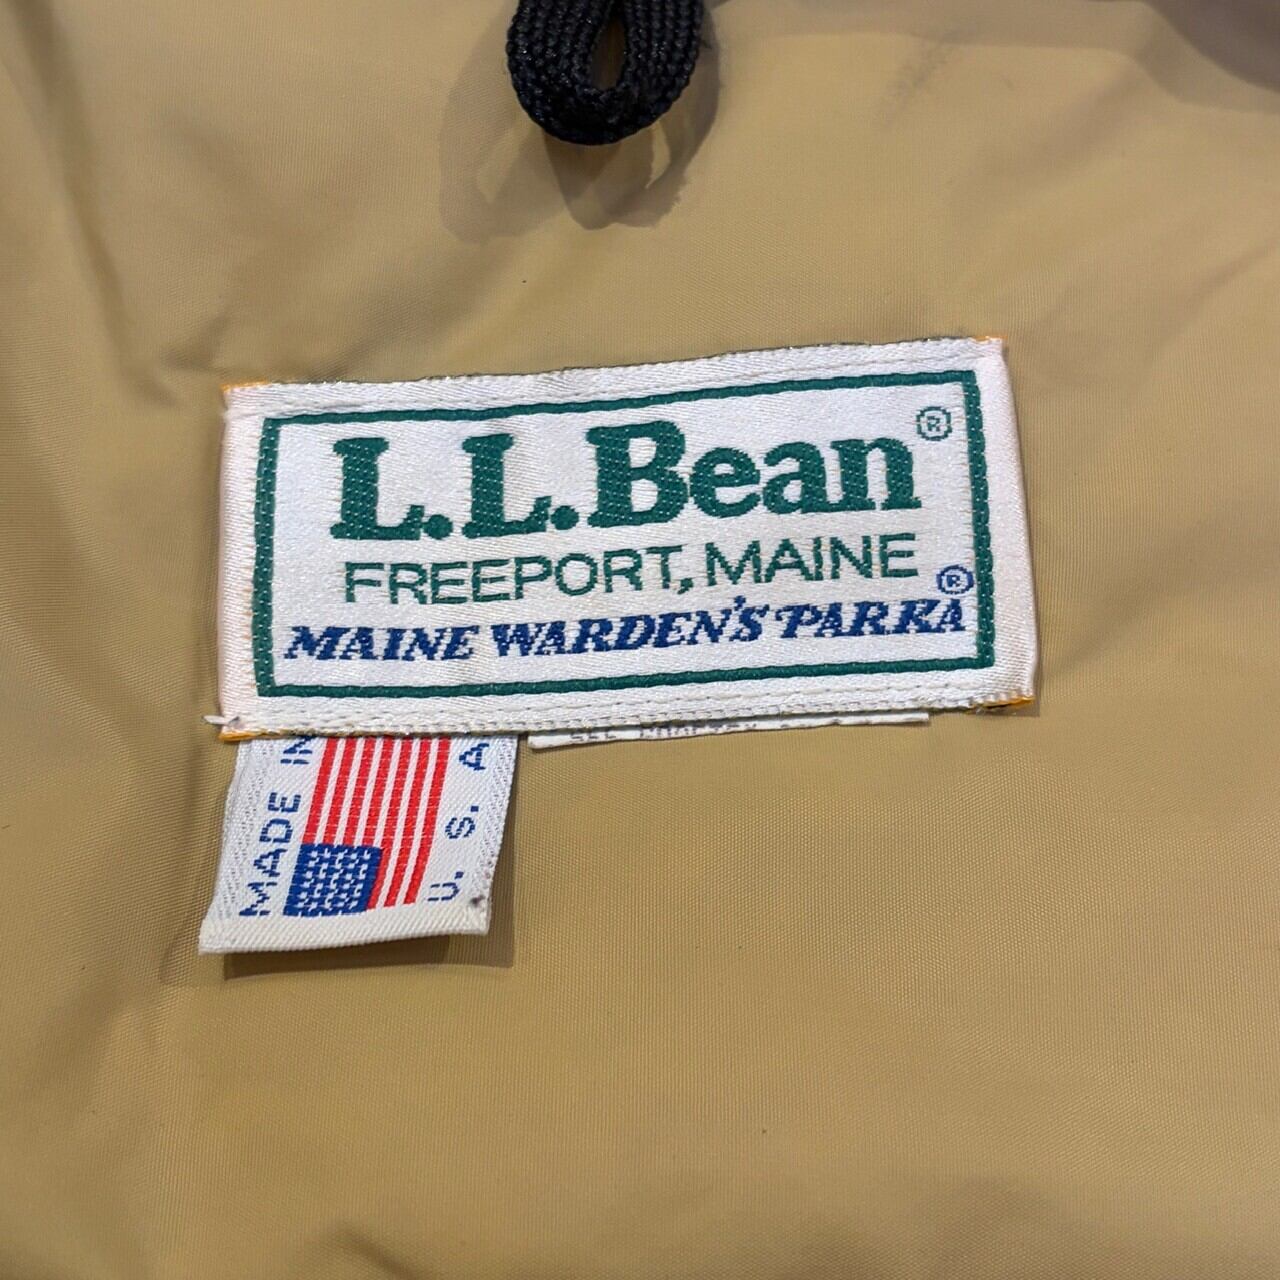 L.L.Bean®
FREEPORT, MAINE
MAINE WARDEN'S PARKA®
MADE IN
U. S. A